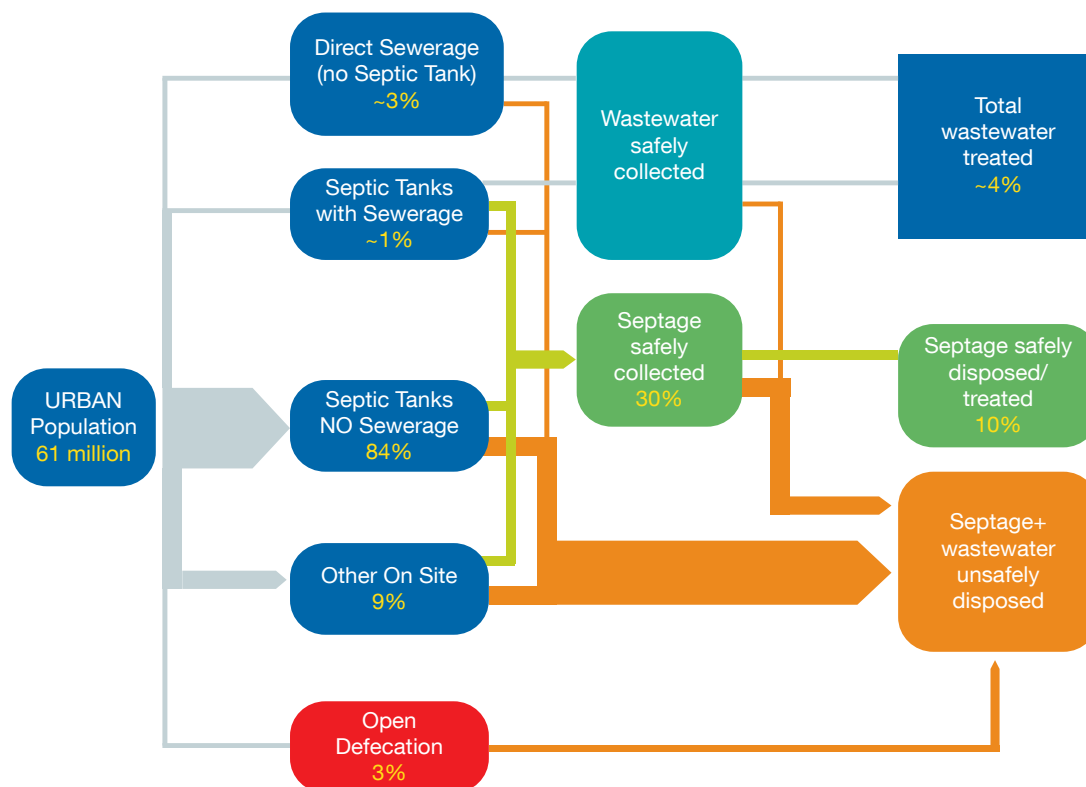 Direct Sewerage
(no Septic Tank)
~3%
Wastewater
safely
collected
Total
wastewater
treated
~4%
Septic Tanks
with Sewerage
~1%
Septage
safely
collected
30%
Septage safely
disposed/
treated
10%
URBAN
Population
61 million
Septic Tanks
NO Sewerage
84%
Septage+
wastewater
unsafely
disposed
Other On Site
9%
Open
Defecation
3%